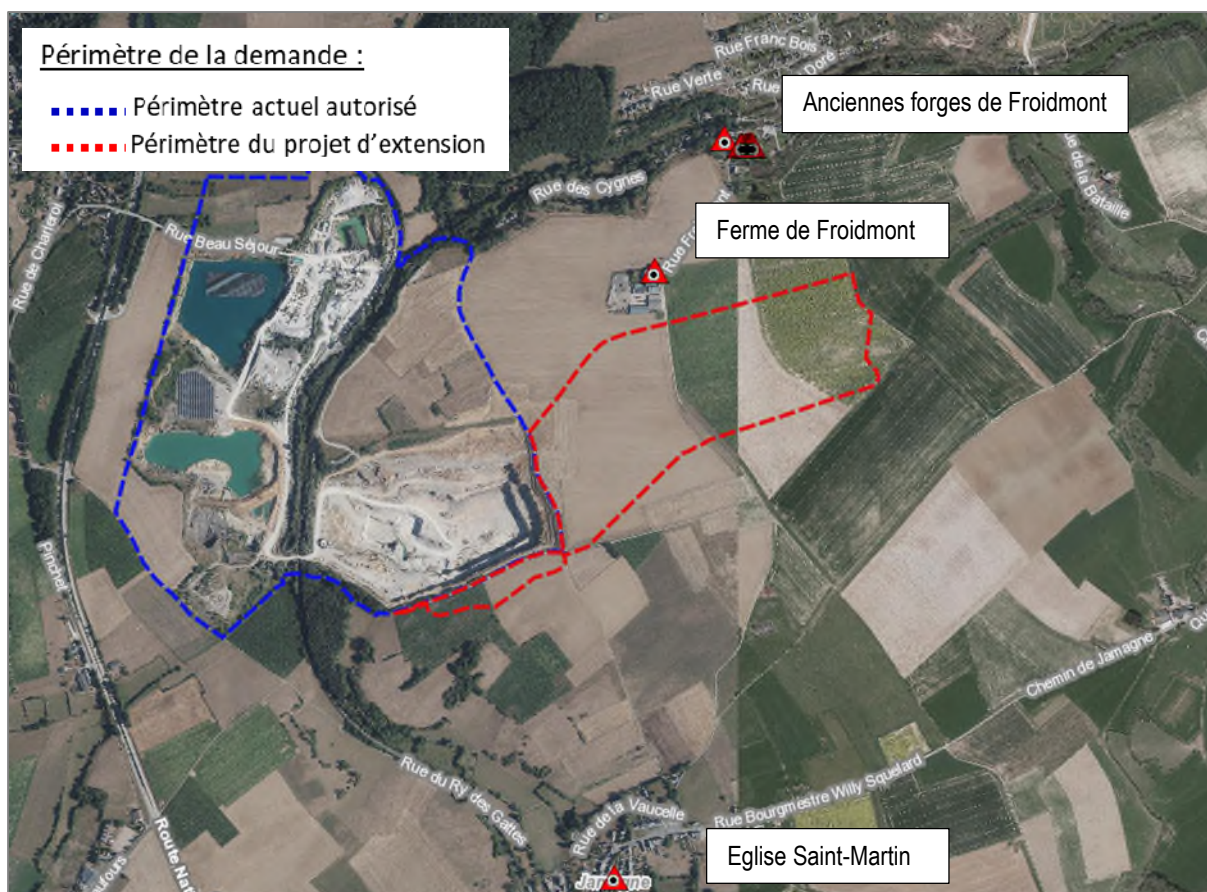 Périmètre de la demande :
Périmètre actuel autorisé
Périmètre du projet d'extension
Rue Franc Bois
Rue Verte
Doré
Anciennes forges de Froidmont
Rue de la Bataille
Rue des Cygnes
Rue de Charleroi
Rue Beau Séjour
Ferme de Froidmont
Pinchet
Chemin de Jamagne
Rue du Ry des Gattes
Rue de la Vaucelle
Rue Bourgmestre Willy Squelard
Route
Eglise Saint-Martin
Jamagne